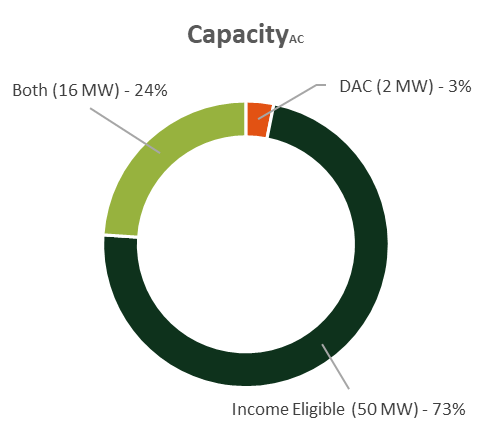 CapacityAC
Both (16 MW) - 24%
DAC (2 MW) - 3%
Income Eligible (50 MW) - 73%